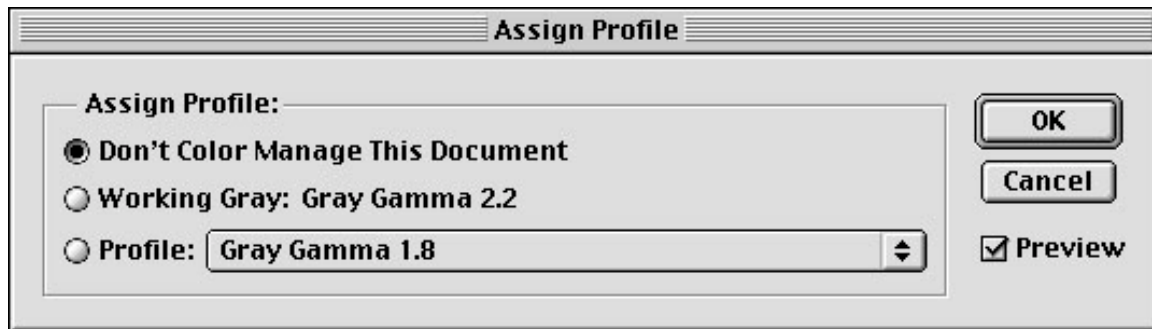 Assign Profile
Assign Profile:
Don't Color Manage This Document
Working Gray: Gray Gamma 2.2
Profile: Gray Gamma 1.8
OK
Cancel
Preview